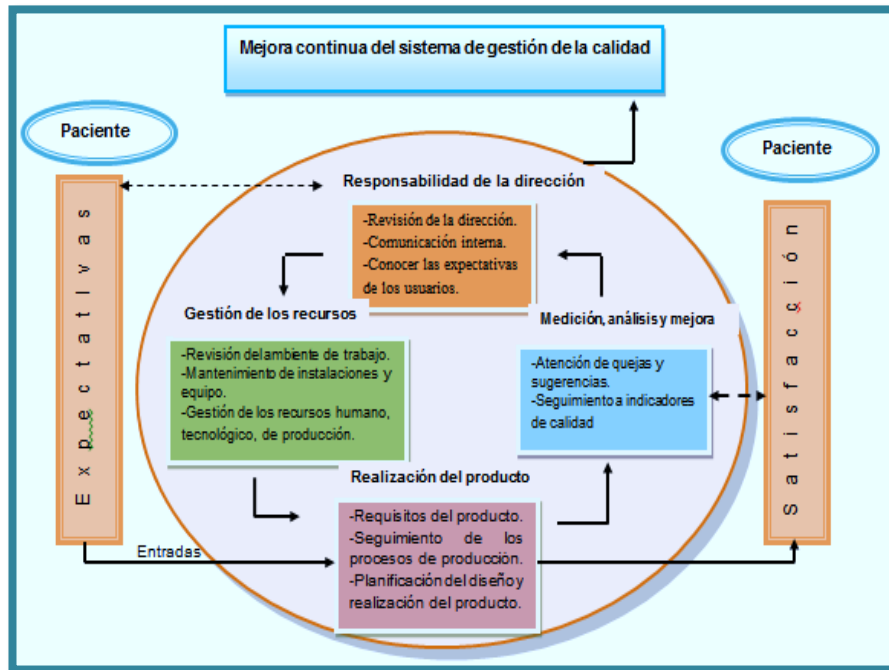 Mejora continua del sistema de gestión de la calidad
Paciente
Paciente
Expectativas
Satisfacción
Responsabilidad de la dirección
-Revisión de la dirección.
-Comunicación interna.
-Conocer las expectativas
de los usuarios.
Gestión de los recursos
-Revisión del ambiente de trabajo.
-Mantenimiento de instalaciones y
equipo.
-Gestión de los recursos humano,
tecnológico, de producción.
Medición, análisis y mejora
-Atención de quejas y
sugerencias.
-Seguimiento a indicadores
de calidad
Realización del producto
-Requisitos del producto.
-Seguimiento de los
procesos de producción.
-Planificación del diseño y
realización del producto.
Entradas